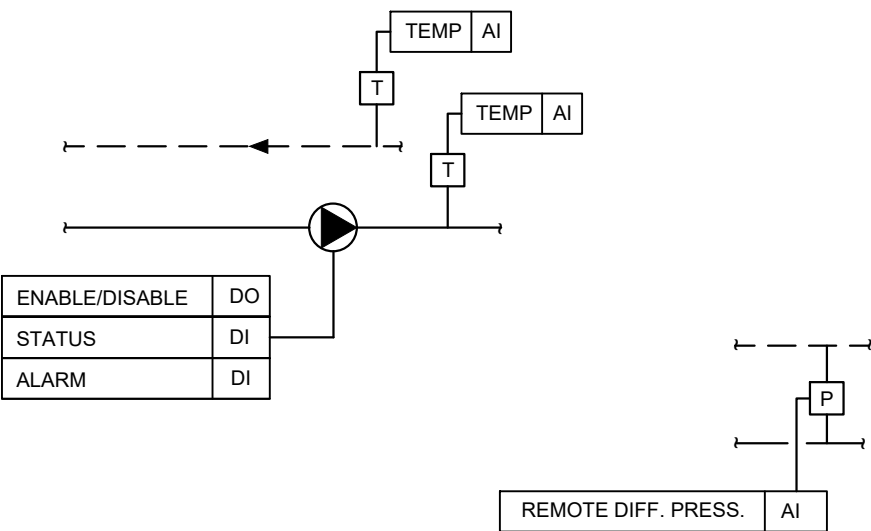 TEMP AI
T
TEMP AI
T
ENABLE/DISABLE DO
STATUS DI
ALARM DI
P
REMOTE DIFF. PRESS. AI